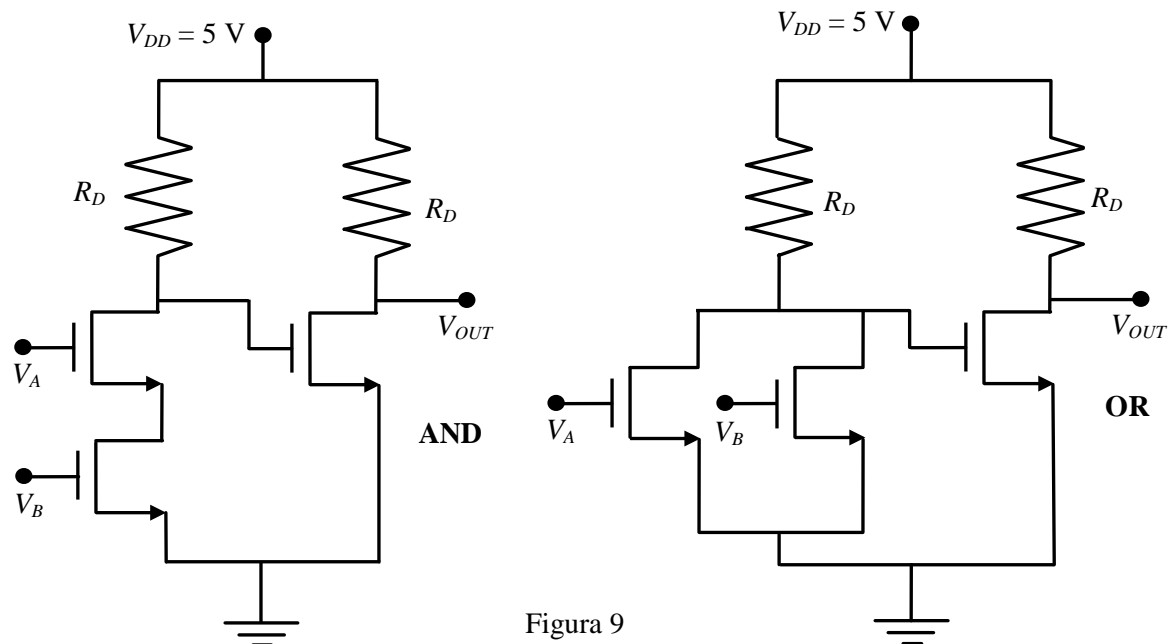 V_DD = 5 V
R_D
R_D
V_OUT
V_A
AND
V_B
V_DD = 5 V
R_D
R_D
V_OUT
OR
V_A
V_B
Figura 9